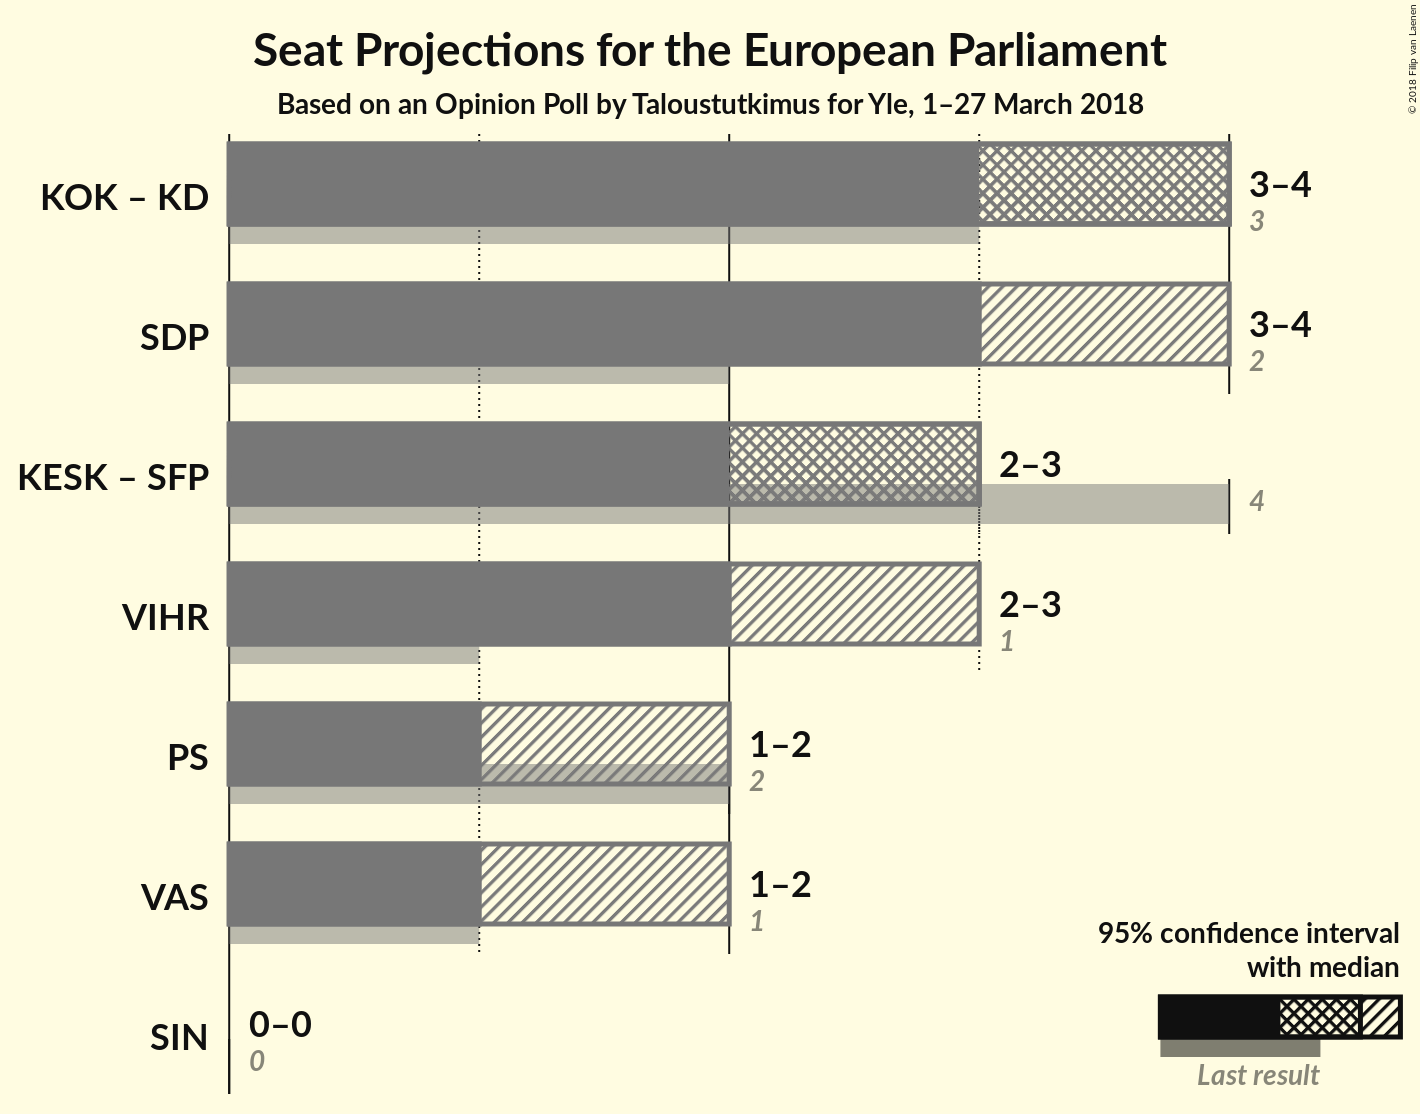 Seat Projections for the European Parliament
Based on an Opinion Poll by Taloustutkimus for Yle, 1–27 March 2018
© 2018 Filip van Laenen
KOK – KD
3–4
3
SDP
3–4
2
KESK – SFP
2–3
4
VIHR
2–3
1
PS
1–2
2
VAS
1–2
1
SIN
0–0
0
95% confidence interval
with median
Last result